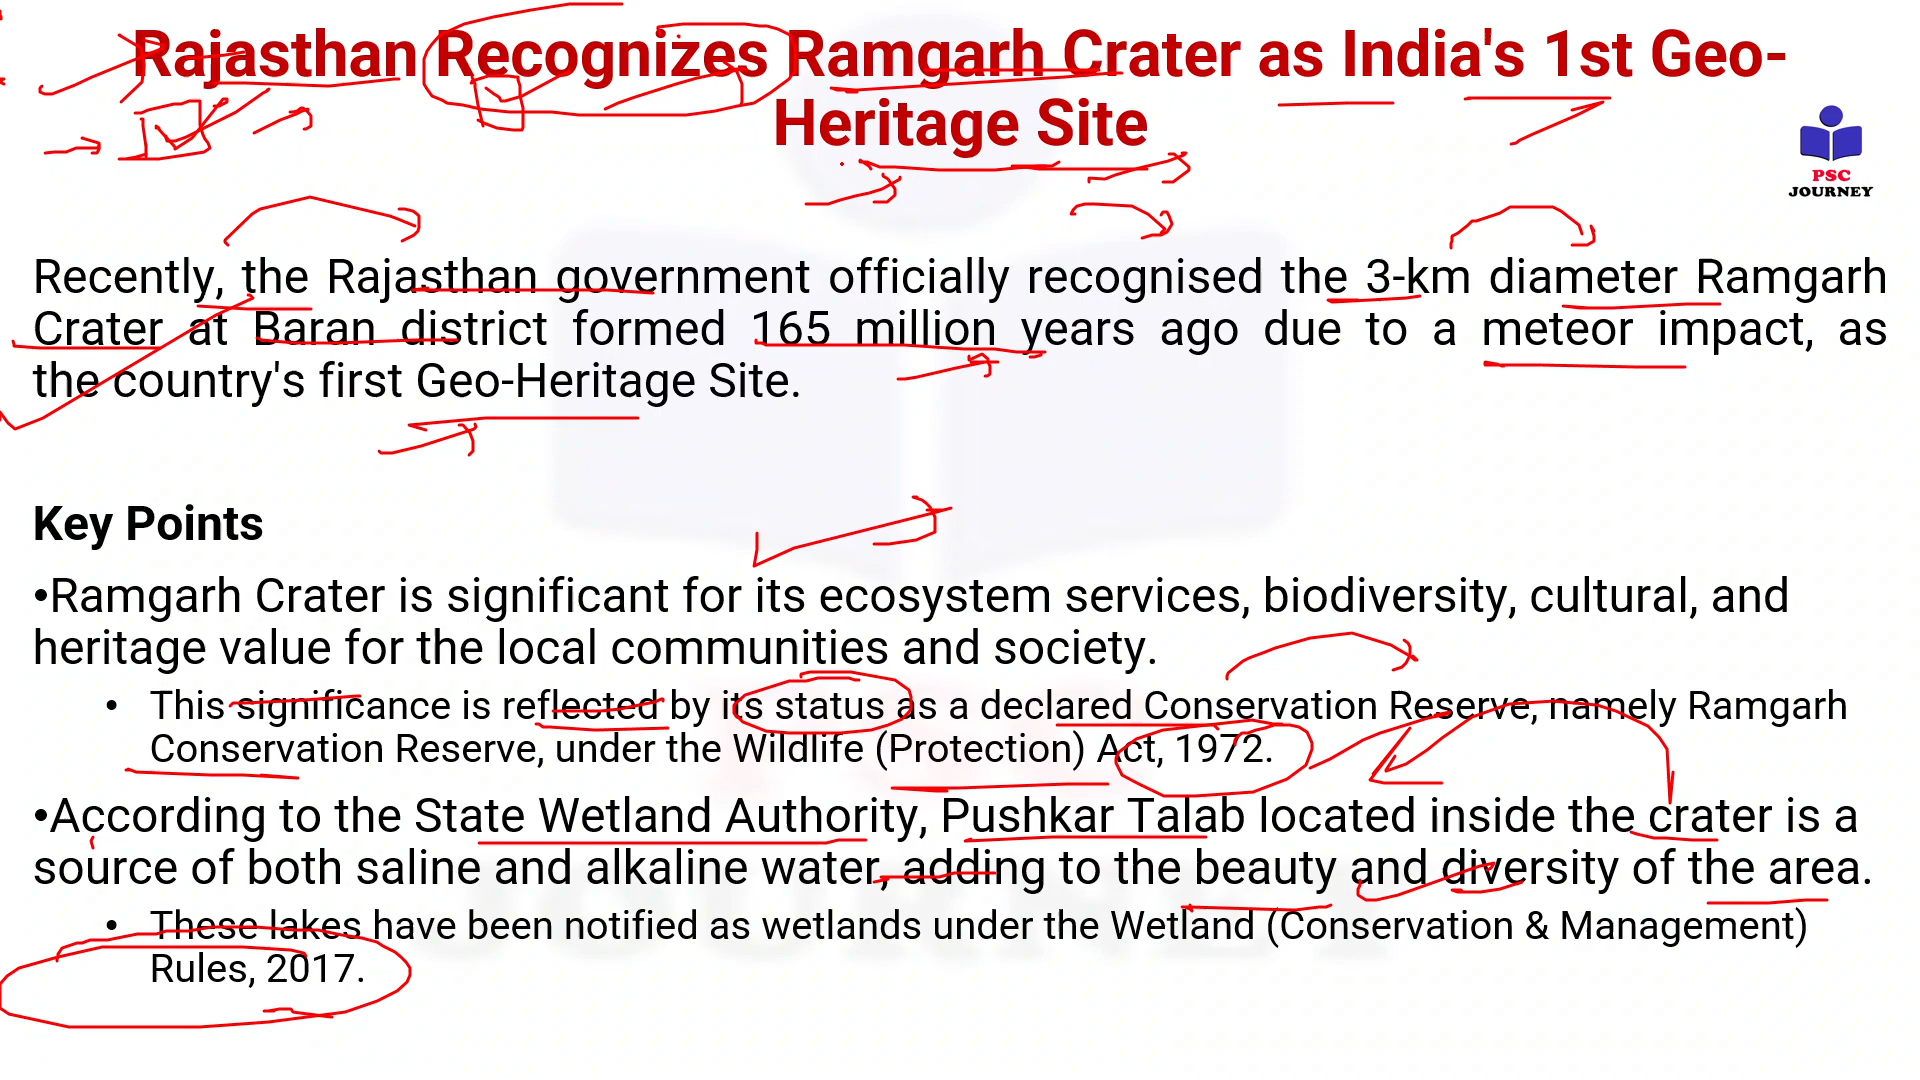 Rajasthan Recognizes Ramgarh Crater as India's 1st Geo-
Heritage Site
PSC
JOURNEY
Recently, the Rajasthan government officially recognised the 3-km diameter Ramgarh
Crater at Baran district formed 165 million years ago due to a meteor impact, as
the country's first Geo-Heritage Site.
Key Points
•Ramgarh Crater is significant for its ecosystem services, biodiversity, cultural, and
heritage value for the local communities and society.
• This significance is reflected by its status as a declared Conservation Reserve, namely Ramgarh
Conservation Reserve, under the Wildlife (Protection) Act, 1972.
•According to the State Wetland Authority, Pushkar Talab located inside the crater is a
source of both saline and alkaline water, adding to the beauty and diversity of the area.
• These lakes have been notified as wetlands under the Wetland (Conservation & Management)
Rules, 2017.